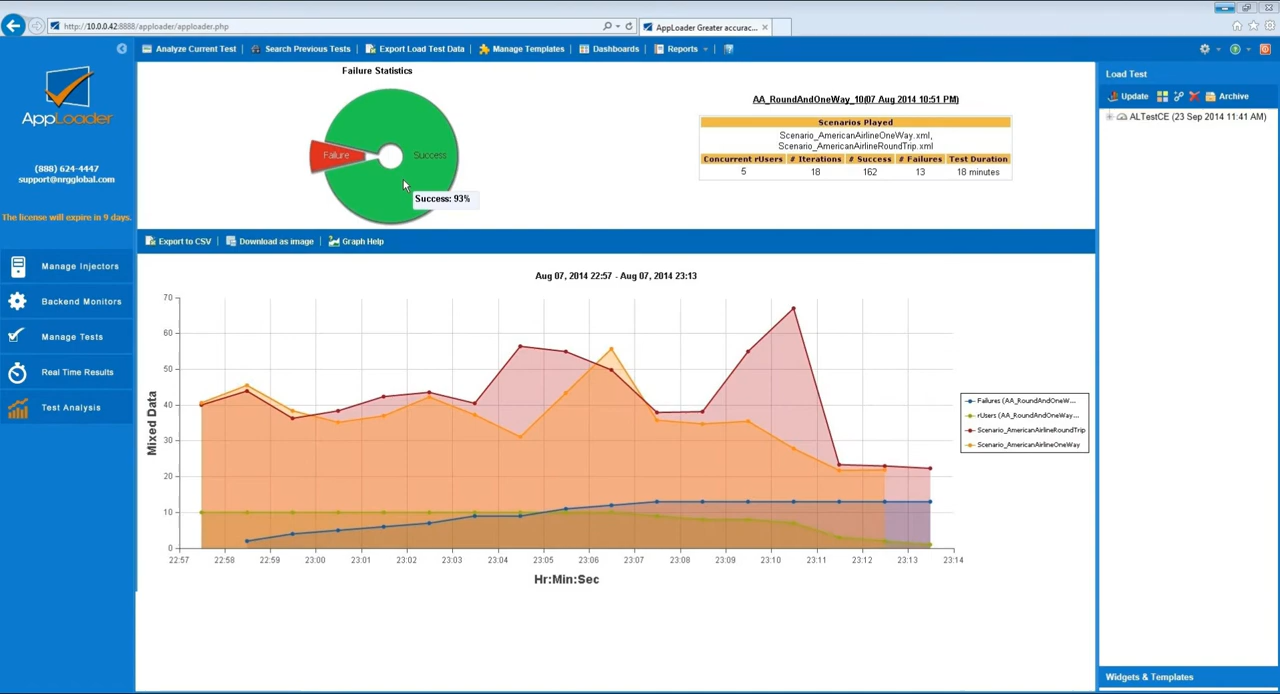 http://10.0.0.42:8888/apploader/apploader.php
AppLoader Greater accurac...
Analyze Current Test
Search Previous Tests
Export Load Test Data
Manage Templates
Dashboards
Reports
AppLoader
(888) 624-4447
support@nrgglobal.com
The license will expire in 9 days.
Manage Injectors
Backend Monitors
Manage Tests
Real Time Results
Test Analysis
Failure Statistics
Failure
Success
Success: 93%
AA_RoundAndOneWay_10(07 Aug 2014 10:51 PM)
Scenarios Played
Scenario_AmericanAirlineOneWay.xml,
Scenario_AmericanAirlineRoundTrip.xml
Concurrent rUsers # Iterations # Success # Failures Test Duration
5 18 162 13 18 minutes
Export to CSV
Download as image
Graph Help
Aug 07, 2014 22:57 - Aug 07, 2014 23:13
Mixed Data
70
60
50
40
30
20
10
0
22:57 22:58 22:59 23:00 23:01 23:02 23:03 23:04 23:05 23:06 23:07 23:08 23:09 23:10 23:11 23:12 23:13 23:14
Hr:Min:Sec
Failures (AA_RoundAndOneW...
rUsers (AA_RoundAndOneWay...
Scenario_AmericanAirlineRoundTrip
Scenario_AmericanAirlineOneWay
Load Test
Update
Archive
ALTestCE (23 Sep 2014 11:41 AM)
Widgets & Templates